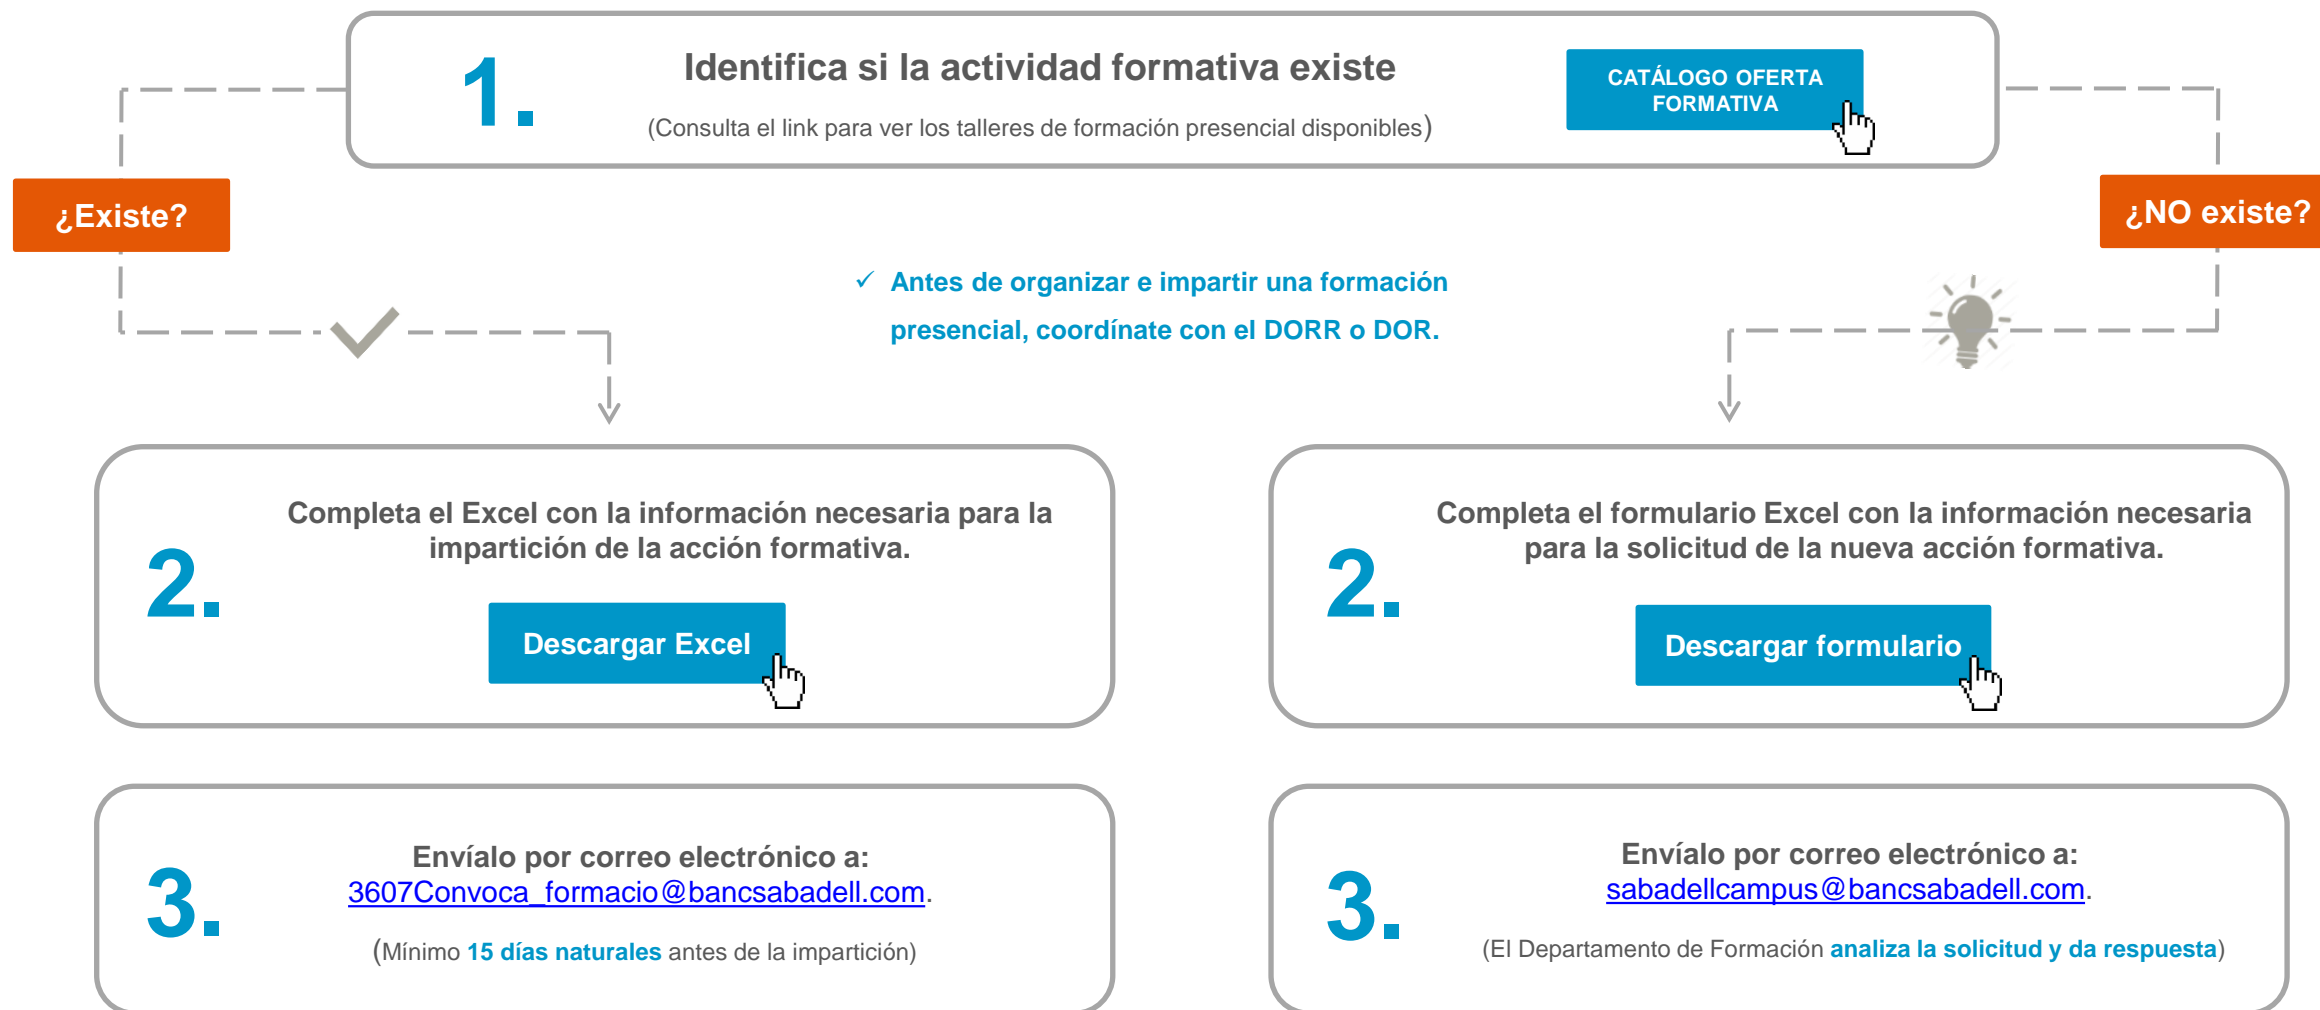 1.
Identifica si la actividad formativa existe
(Consulta el link para ver los talleres de formación presencial disponibles)
CATÁLOGO OFERTA
FORMATIVA
¿Existe?
¿NO existe?
✓ Antes de organizar e impartir una formación
presencial, coordínate con el DORR o DOR.
2.
Completa el Excel con la información necesaria para la
impartición de la acción formativa.
Descargar Excel
2.
Completa el formulario Excel con la información necesaria
para la solicitud de la nueva acción formativa.
Descargar formulario
3.
Envíalo por correo electrónico a:
3607Convoca_formacio@bancsabadell.com.
(Mínimo 15 días naturales antes de la impartición)
3.
Envíalo por correo electrónico a:
sabadellcampus@bancsabadell.com.
(El Departamento de Formación analiza la solicitud y da respuesta)